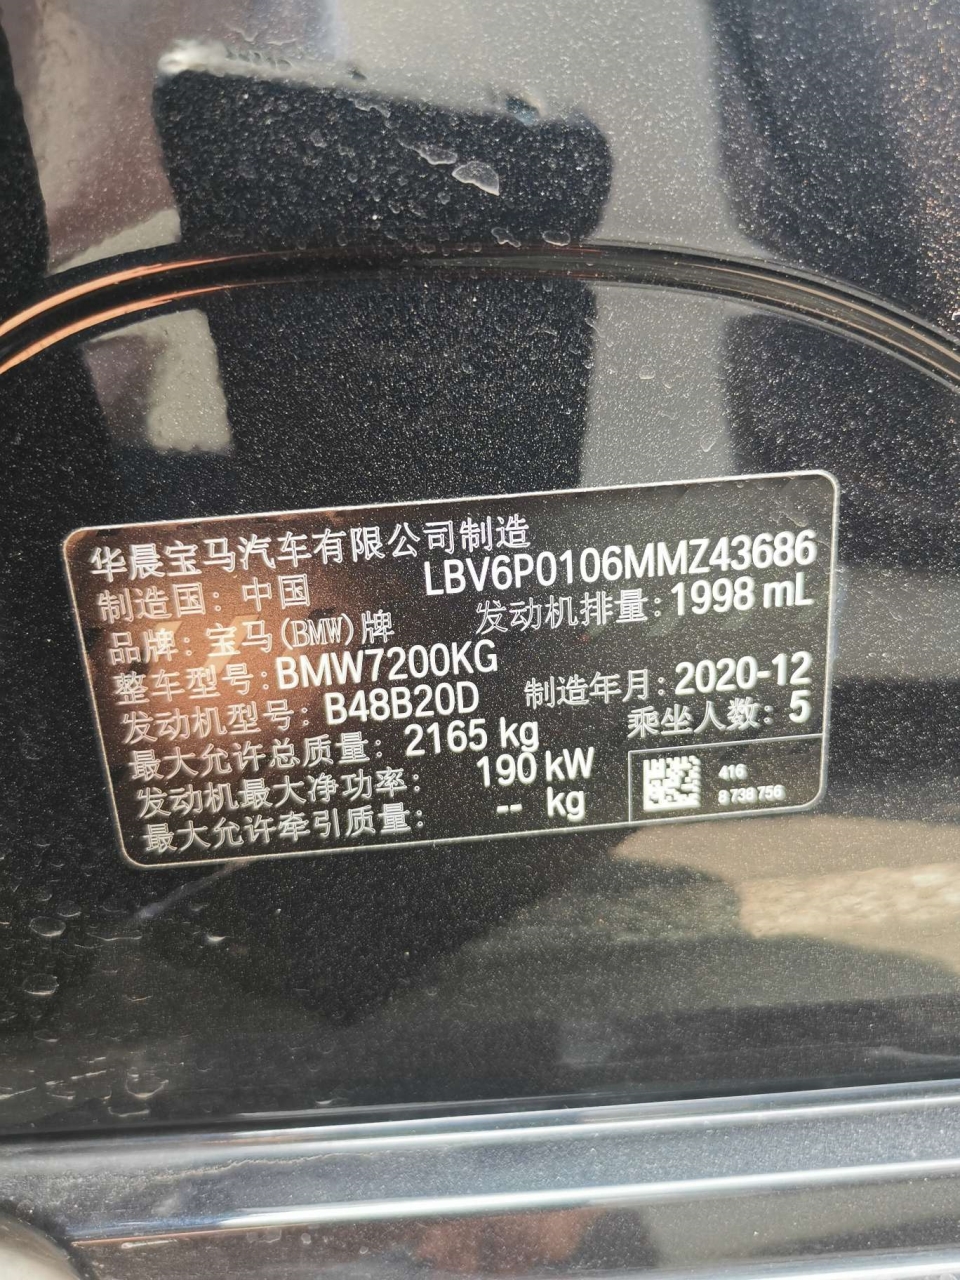 华晨宝马汽车有限公司制造
制造国：中国 LBV6P0106MMZ43686
品牌：宝马(BMW)牌 发动机排量：1998 mL
整车型号：BMW7200KG
发动机型号：B48B20D 制造年月：2020-12
最大允许总质量：2165 kg 乘坐人数：5
发动机最大净功率：190 kW
最大允许牵引质量：-- kg
416
8 738 756